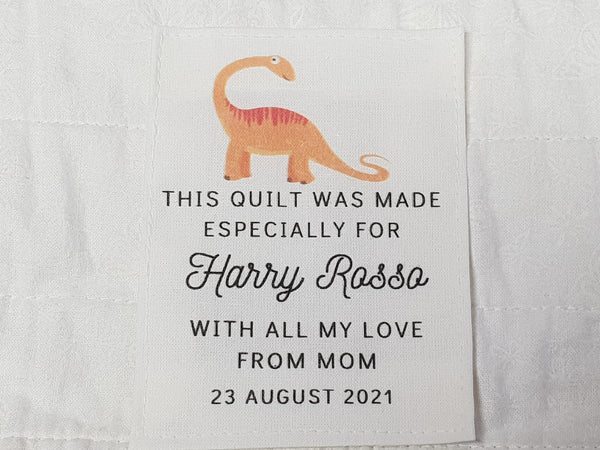 THIS QUILT WAS MADE
ESPECIALLY FOR
Harry Rosso
WITH ALL MY LOVE
FROM MOM
23 AUGUST 2021